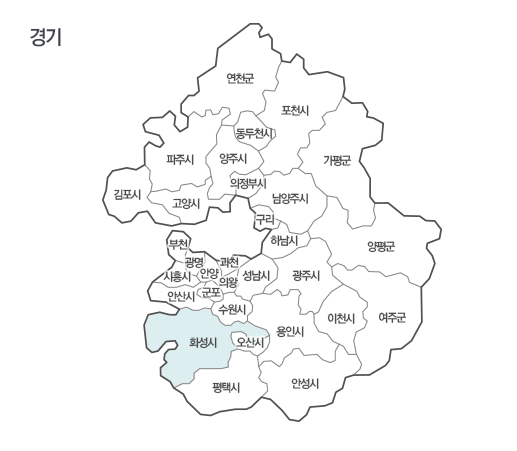 경기
연천군
포천시
동두천시
가평군
파주시
양주시
의정부시
김포시
고양시
남양주시
구리
하남시
양평군
부천
광명
과천
시흥시
안양
의왕
성남시
광주시
안산시
군포
수원시
이천시
여주군
용인시
화성시
오산시
평택시
안성시